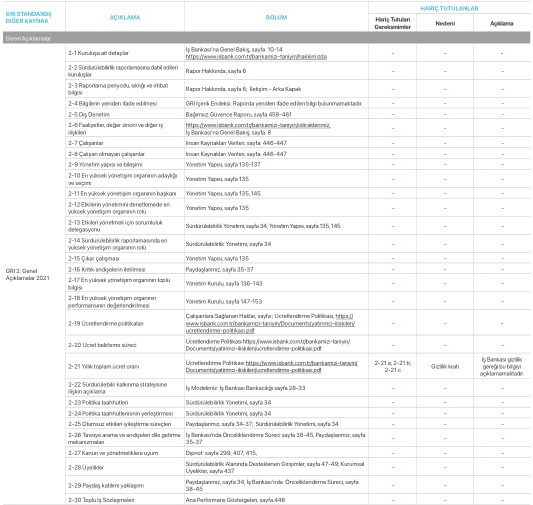 GRI STANDARDI/ DİĞER KAYNAK AÇIKLAMA BÖLÜM HARİÇ TUTULANLAR
Hariç Tutulan Gereksinimler Nedeni Açıklama
Genel Açıklamalar
GRI 2: Genel Açıklamalar 2021
2-1 Kuruluşa ait detaylar İş Bankası'na Genel Bakış, sayfa: 10-14 https://www.isbank.com.tr/bankamizi-taniyin/hakkimizda - - -
2-2 Sürdürülebilirlik raporlamasına dahil edilen kuruluşlar Rapor Hakkında, sayfa 6 - - -
2-3 Raporlama periyodu, sıklığı ve irtibat bilgisi Rapor Hakkında, sayfa 6; İletişim - Arka Kapak - - -
2-4 Bilgilerin yeniden ifade edilmesi GRI İçerik Endeksi: Raporda yeniden ifade edilen bilgi bulunmamaktadır. - - -
2-5 Dış Denetim Bağımsız Güvence Raporu, sayfa 458-461 - - -
2-6 Faaliyetler, değer zinciri ve diğer iş ilişkileri https://www.isbank.com.tr/bankamizi-taniyin/istiraklerimiz, İş Bankası'na Genel Bakış, sayfa: 8 - - -
2-7 Çalışanlar İnsan Kaynakları Verileri, sayfa: 446-447 - - -
2-8 Çalışan olmayan çalışanlar İnsan Kaynakları Verileri, sayfa: 446-447 - - -
2-9 Yönetim yapısı ve bileşimi Yönetim Yapısı, sayfa 135-137 - - -
2-10 En yüksek yönetişim organının adaylığı ve seçimi Yönetim Yapısı, sayfa 135 - - -
2-11 En yüksek yönetişim organının başkanı Yönetim Yapısı, sayfa 135, 145 - - -
2-12 Etkilerin yönetimini denetlemede en yüksek yönetişim organının rolü Yönetim Yapısı, sayfa 135 - - -
2-13 Etkileri yönetmek için sorumluluk delegasyonu Sürdürülebilirlik Yönetimi, sayfa 34; Yönetim Yapısı, sayfa 135, 145 - - -
2-14 Sürdürülebilirlik raporlamasında en yüksek yönetişim organının rolü Sürdürülebilirlik Yönetimi, sayfa 34 - - -
2-15 Çıkar çatışması Yönetim Yapısı, sayfa 135 - - -
2-16 Kritik endişelerin iletilmesi Paydaşlarımız, sayfa 35-37 - - -
2-17 En yüksek yönetişim organının toplu bilgisi Yönetim Kurulu, sayfa 136-143 - - -
2-18 En yüksek yönetişim organının performansının değerlendirilmesi Yönetim Kurulu, sayfa 147-153 - - -
2-19 Ücretlendirme politikaları Çalışanlara Sağlanan Haklar, sayfa:; Ücretlendirme Politikası, https://www.isbank.com.tr/bankamizi-taniyin/Documents/yatirimci-iliskileri/ucretlendirme-politikasi.pdf - - -
2-20 Ücret belirleme süreci Ücretlendirme Politikası https://www.isbank.com.tr/bankamizi-taniyin/Documents/yatirimci-iliskileri/ucretlendirme-politikasi.pdf - - -
2-21 Yıllık toplam ücret oranı Ücretlendirme Politikası https://www.isbank.com.tr/bankamizi-taniyin/Documents/yatirimci-iliskileri/ucretlendirme-politikasi.pdf 2-21 a; 2-21 b; 2-21 c Gizlilik kısıtı İş Bankası gizlilik gereği bu bilgiyi açıklamamaktadır.
2-22 Sürdürülebilir kalkınma stratejisine ilişkin açıklama İş Modelimiz: İş Bankası Bankacılığı sayfa 28-33 - - -
2-23 Politika taahhütleri Sürdürülebilirlik Yönetimi, sayfa 34 - - -
2-24 Politika taahhütlerininin yerleştirmesi Sürdürülebilirlik Yönetimi, sayfa 34 - - -
2-25 Olumsuz etkileri iyileştirme süreçleri Paydaşlarımız, sayfa 34-37; Sürdürülebilirlik Yönetimi, sayfa 34 - - -
2-26 Tavsiye arama ve endişeleri dile getirme mekanizmaları İş Bankası'nda Önceliklendirme Süreci sayfa 38-45, Paydaşlarımız, sayfa 35-37 - - -
2-27 Kanun ve yönetmeliklere uyum Dipnot: sayfa 299; 407; 415, - - -
2-28 Üyelikler Sürdürülebilirlik Alanında Desteklenen Girişimler, sayfa 47-49; Kurumsal Üyelikler, sayfa 437 - - -
2-29 Paydaş katılımı yaklaşımı Paydaşlarımız, sayfa 34; İş Bankası'nda Önceliklendirme Süreci, sayfa 38-45 - - -
2-30 Toplu İş Sözleşmeleri Ana Performans Göstergeleri, sayfa 446 - - -